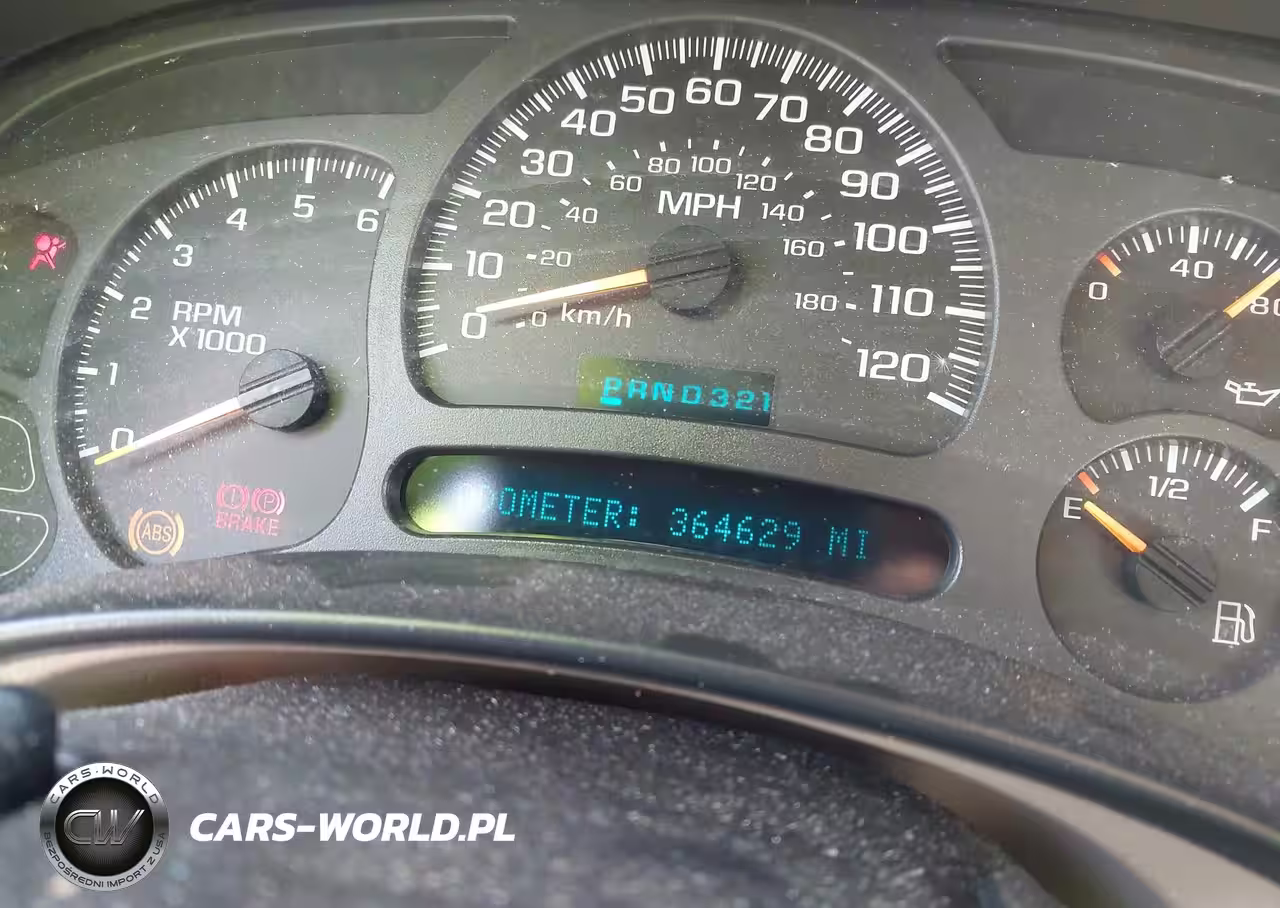 10 20 30 40 50 60 70 80 90 100 110 120
0
20 40 60 80 100 120 140 160 180
0 km/h
MPH
PRND321
0 1 2 3 4 5 6
RPM
X1000
ABS
BRAKE
P
OMETER: 364629 MI
0 40 80
E 1/2 F
CARS-WORLD
CW
BEZPOŚREDNI IMPORT Z USA
CARS-WORLD.PL